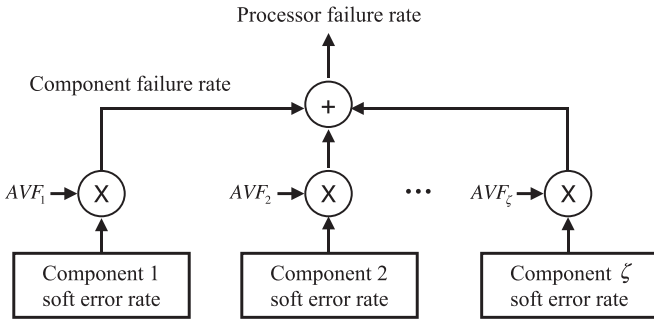 Processor failure rate
Component failure rate
+
AVF₁
X
AVF₂
X
...
AVF_ζ
X
Component 1
soft error rate
Component 2
soft error rate
Component ζ
soft error rate